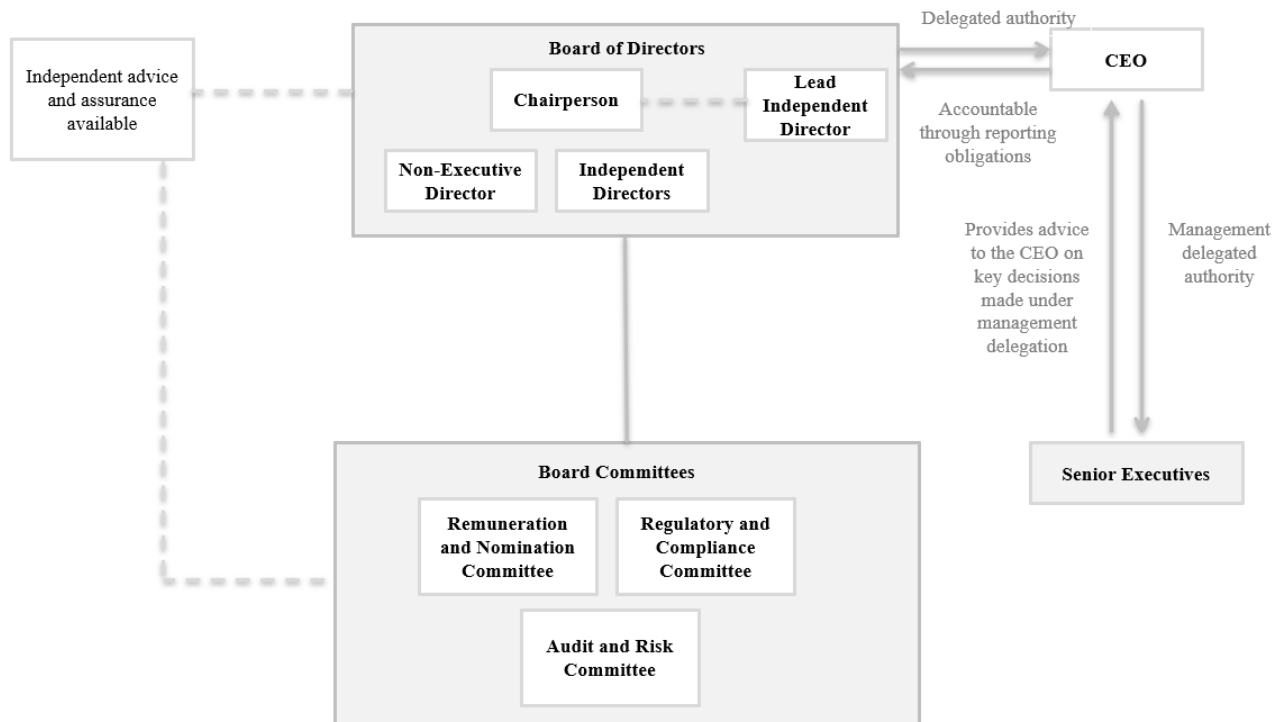 Delegated authority
Independent advice
and assurance
available
Board of Directors
Chairperson
Lead
Independent
Director
CEO
Accountable
through reporting
obligations
Non-Executive
Director
Independent
Directors
Provides advice
to the CEO on
key decisions
made under
management
delegation
Management
delegated
authority
Board Committees
Senior Executives
Remuneration
and Nomination
Committee
Regulatory and
Compliance
Committee
Audit and Risk
Committee